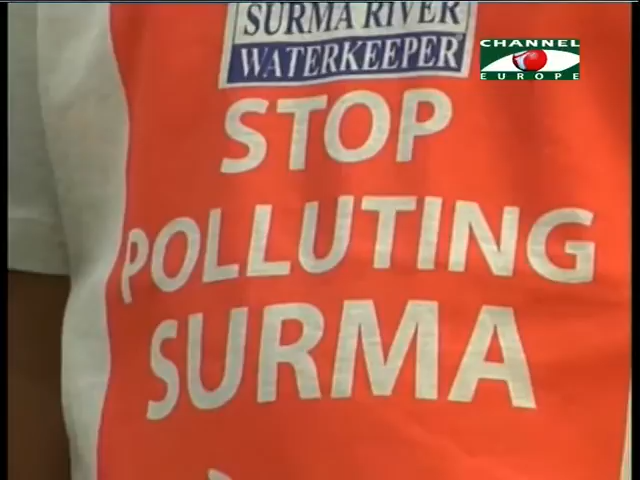 SURMA RIVER
WATERKEEPER
CHANNEL
EUROPE
STOP
POLLUTING
SURMA